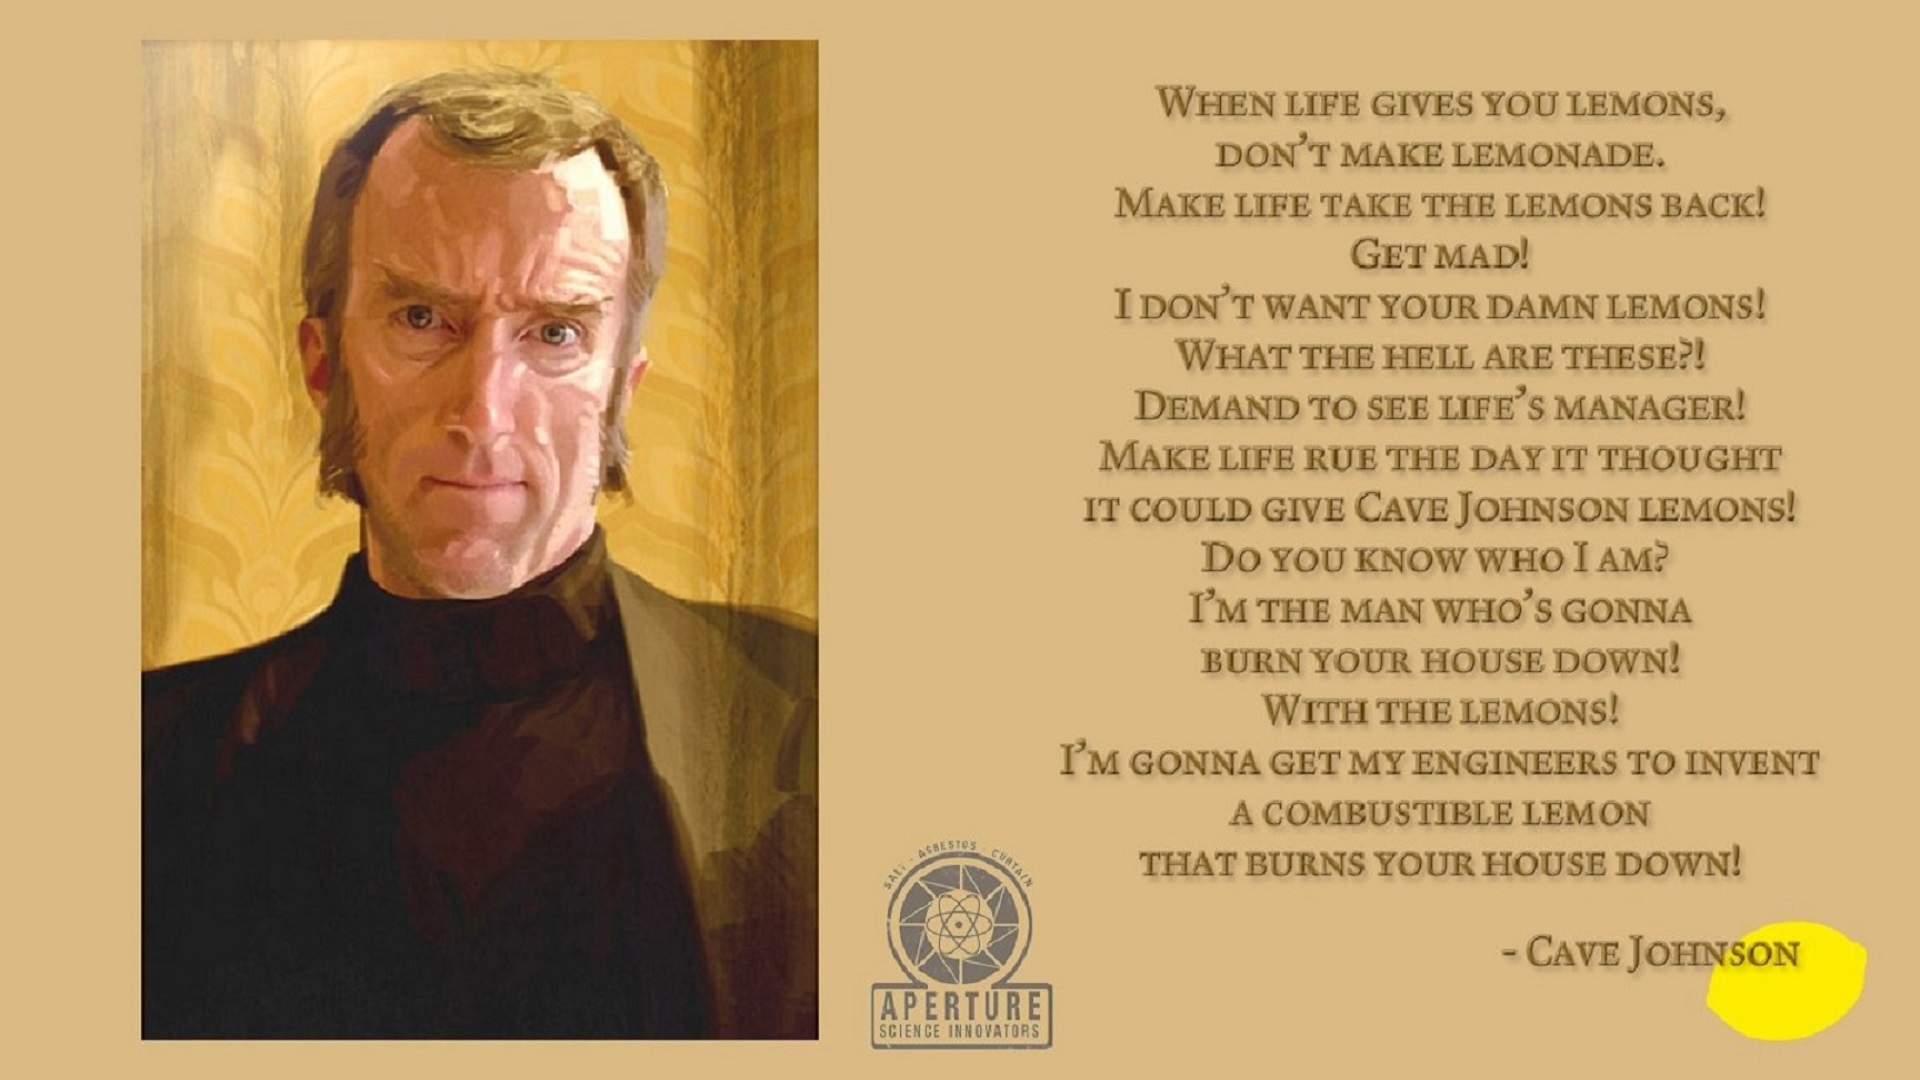 When life gives you lemons,
don't make lemonade.
Make life take the lemons back!
Get mad!
I don't want your damn lemons!
What the hell are these?!
Demand to see life's manager!
Make life rue the day it thought
it could give Cave Johnson lemons!
Do you know who I am?
I'm the man who's gonna
burn your house down!
With the lemons!
I'm gonna get my engineers to invent
a combustible lemon
that burns your house down!
- Cave Johnson
SALT · ASBESTOS · CURTAIN
APERTURE
SCIENCE INNOVATORS